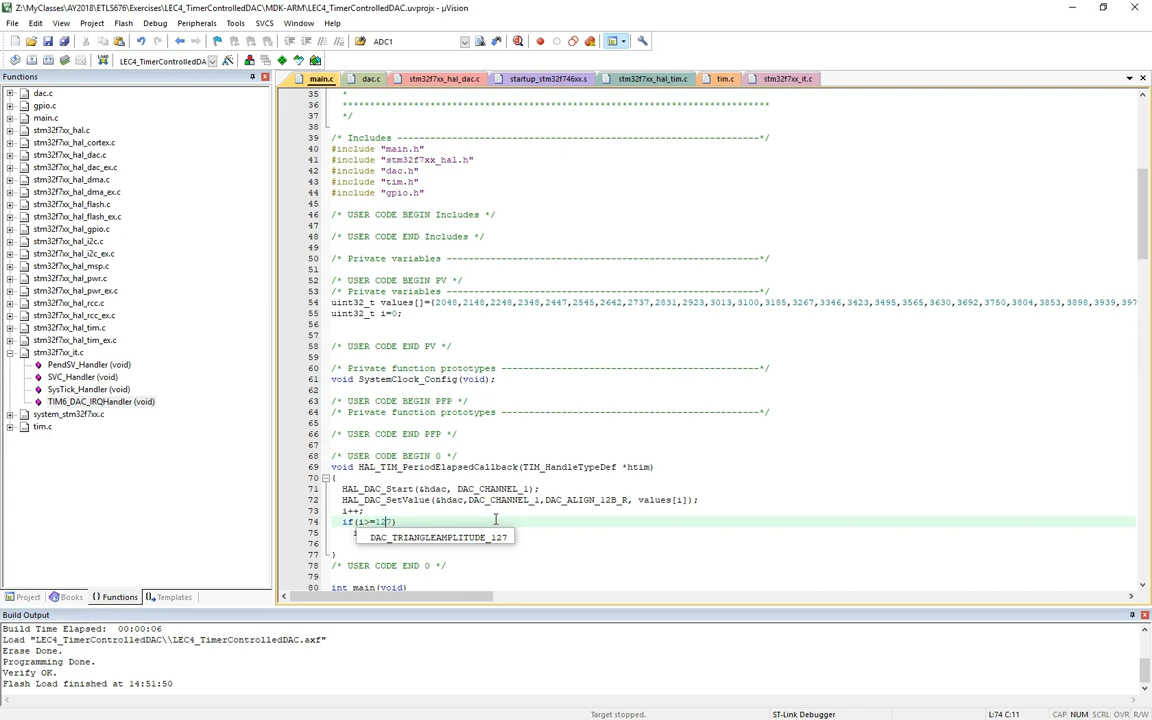 Z:\MyClasses\AY2018\ETLS676\Exercises\LEC4_TimerControlledDAC\MDK-ARM\LEC4_TimerControlledDAC.uvprojx - µVision
File Edit View Project Flash Debug Peripherals Tools SVCS Window Help
ADC1
LEC4_TimerControlledDA
Functions
main.c dac.c stm32f7xx_hal_dac.c startup_stm32f746xx.s stm32f7xx_hal_tim.c tim.c stm32f7xx_it.c
dac.c
gpio.c
main.c
stm32f7xx_hal.c
stm32f7xx_hal_cortex.c
stm32f7xx_hal_dac.c
stm32f7xx_hal_dac_ex.c
stm32f7xx_hal_dma.c
stm32f7xx_hal_dma_ex.c
stm32f7xx_hal_flash.c
stm32f7xx_hal_flash_ex.c
stm32f7xx_hal_gpio.c
stm32f7xx_hal_i2c.c
stm32f7xx_hal_i2c_ex.c
stm32f7xx_hal_msp.c
stm32f7xx_hal_pwr.c
stm32f7xx_hal_pwr_ex.c
stm32f7xx_hal_rcc.c
stm32f7xx_hal_rcc_ex.c
stm32f7xx_hal_tim.c
stm32f7xx_hal_tim_ex.c
stm32f7xx_it.c
PendSV_Handler (void)
SVC_Handler (void)
SysTick_Handler (void)
TIM6_DAC_IRQHandler (void)
system_stm32f7xx.c
tim.c
Project Books {} Functions Templates
35 *
36 ******************************************************************************
37 */
38
39 /* Includes ------------------------------------------------------------------*/
40 #include "main.h"
41 #include "stm32f7xx_hal.h"
42 #include "dac.h"
43 #include "tim.h"
44 #include "gpio.h"
45
46 /* USER CODE BEGIN Includes */
47
48 /* USER CODE END Includes */
49
50 /* Private variables ---------------------------------------------------------*/
51
52 /* USER CODE BEGIN PV */
53 /* Private variables ---------------------------------------------------------*/
54 uint32_t values[]={2048,2148,2248,2348,2447,2545,2642,2737,2831,2923,3013,3100,3185,3267,3346,3423,3495,3565,3630,3692,3750,3804,3853,3898,3939,397
55 uint32_t i=0;
56
57
58 /* USER CODE END PV */
59
60 /* Private function prototypes -----------------------------------------------*/
61 void SystemClock_Config(void);
62
63 /* USER CODE BEGIN PFP */
64 /* Private function prototypes -----------------------------------------------*/
65
66 /* USER CODE END PFP */
67
68 /* USER CODE BEGIN 0 */
69 void HAL_TIM_PeriodElapsedCallback(TIM_HandleTypeDef *htim)
70 {
71 HAL_DAC_Start(&hdac, DAC_CHANNEL_1);
72 HAL_DAC_SetValue(&hdac,DAC_CHANNEL_1,DAC_ALIGN_12B_R, values[i]);
73 i++;
74 if(i>=127)
75 i
DAC_TRIANGLEAMPLITUDE_127
76
77 }
78 /* USER CODE END 0 */
79
80 int main(void)
Build Output
Build Time Elapsed: 00:00:06
Load "LEC4_TimerControlledDAC\\LEC4_TimerControlledDAC.axf"
Erase Done.
Programming Done.
Verify OK.
Flash Load finished at 14:51:50
Target stopped. ST-Link Debugger L:74 C:11 CAP NUM SCRL OVR R/W